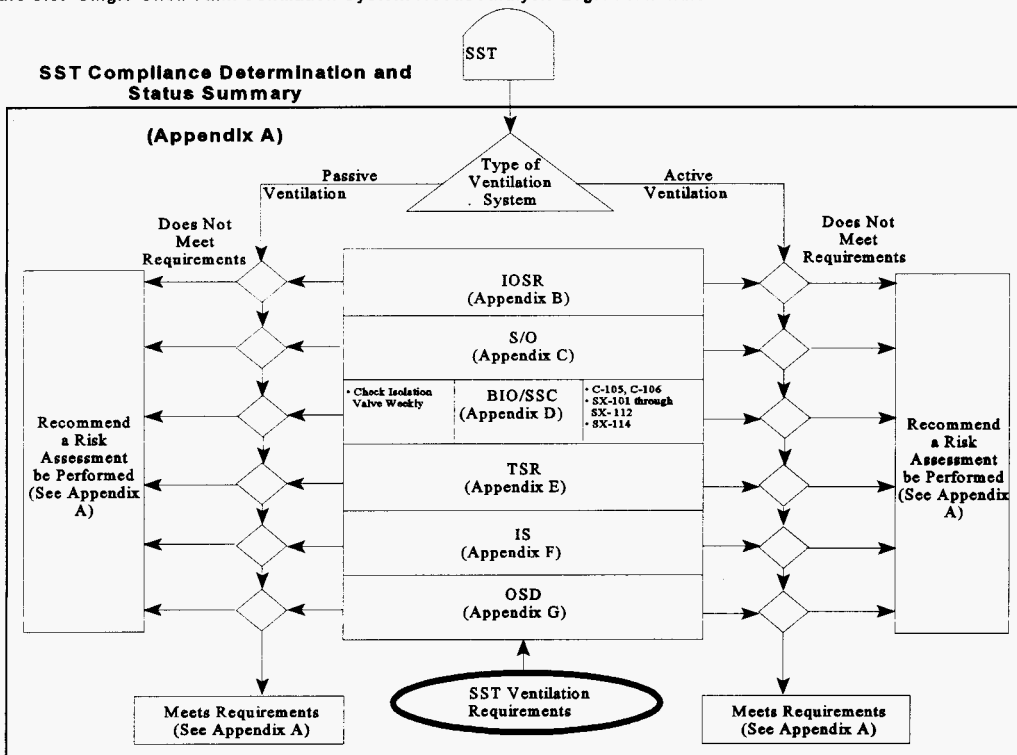 SST
SST Compliance Determination and
Status Summary
(Appendix A)
Type of
Ventilation
System
Passive
Ventilation
Active
Ventilation
Does Not
Meet
Requirements
Does Not
Meet
Requirements
IOSR
(Appendix B)
S/O
(Appendix C)
• Check Isolation
Valve Weekly
BIO/SSC
(Appendix D)
• C-105, C-106
• SX-101 through
SX-112
• SX-114
TSR
(Appendix E)
IS
(Appendix F)
OSD
(Appendix G)
Recommend
a Risk
Assessment
be Performed
(See Appendix
A)
Recommend
a Risk
Assessment
be Performed
(See Appendix
A)
SST Ventilation
Requirements
Meets Requirements
(See Appendix A)
Meets Requirements
(See Appendix A)